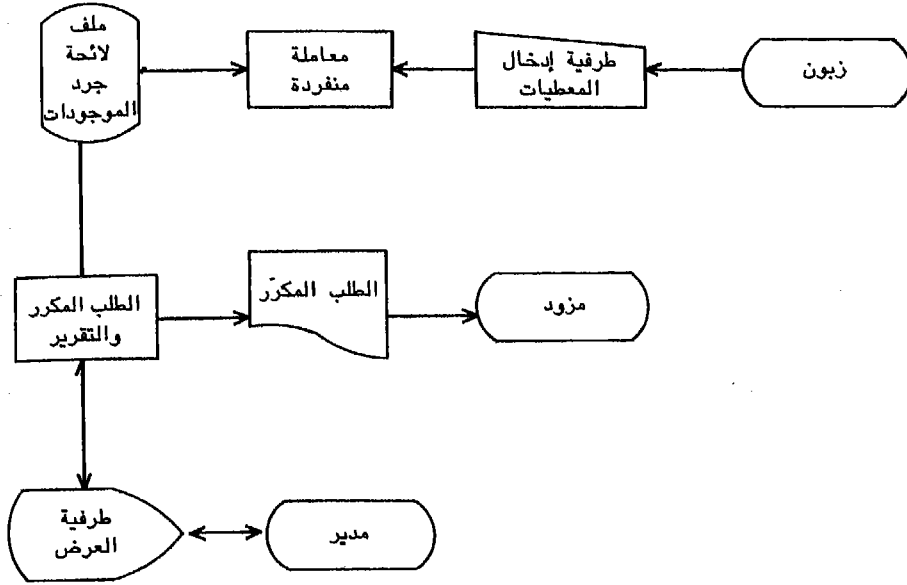 زبون
طرفية إدخال
المعطيات
معاملة
منفردة
ملف
لائحة
جرد
الموجودات
الطلب المكرر
والتقرير
الطلب المكرّر
مزود
طرفية
العرض
مدير